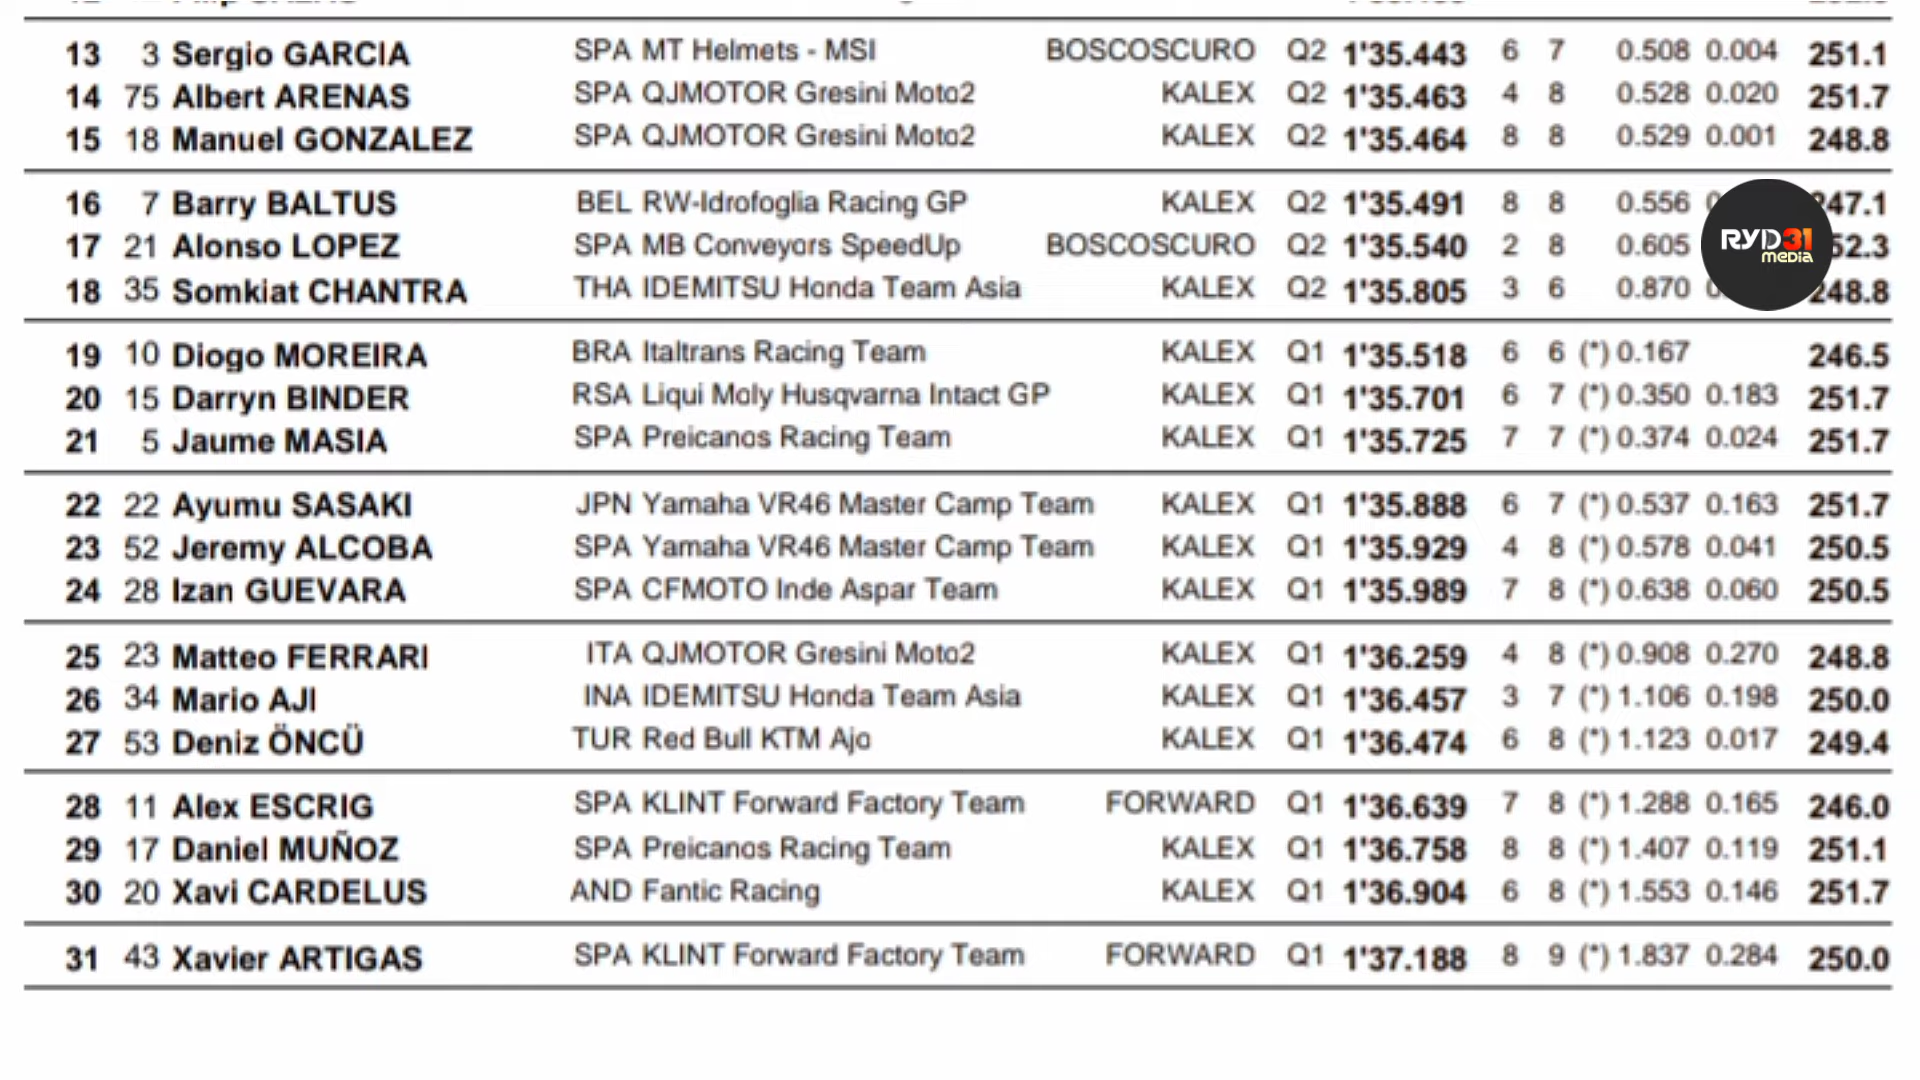 13 3 Sergio GARCIA SPA MT Helmets - MSI BOSCOSCURO Q2 1'35.443 6 7 0.508 0.004 251.1
14 75 Albert ARENAS SPA QJMOTOR Gresini Moto2 KALEX Q2 1'35.463 4 8 0.528 0.020 251.7
15 18 Manuel GONZALEZ SPA QJMOTOR Gresini Moto2 KALEX Q2 1'35.464 8 8 0.529 0.001 248.8
16 7 Barry BALTUS BEL RW-Idrofoglia Racing GP KALEX Q2 1'35.491 8 8 0.556 47.1
17 21 Alonso LOPEZ SPA MB Conveyors SpeedUp BOSCOSCURO Q2 1'35.540 2 8 0.605 52.3
18 35 Somkiat CHANTRA THA IDEMITSU Honda Team Asia KALEX Q2 1'35.805 3 6 0.870 248.8
RYD31
media
19 10 Diogo MOREIRA BRA Italtrans Racing Team KALEX Q1 1'35.518 6 6 (*) 0.167 246.5
20 15 Darryn BINDER RSA Liqui Moly Husqvarna Intact GP KALEX Q1 1'35.701 6 7 (*) 0.350 0.183 251.7
21 5 Jaume MASIA SPA Preicanos Racing Team KALEX Q1 1'35.725 7 7 (*) 0.374 0.024 251.7
22 22 Ayumu SASAKI JPN Yamaha VR46 Master Camp Team KALEX Q1 1'35.888 6 7 (*) 0.537 0.163 251.7
23 52 Jeremy ALCOBA SPA Yamaha VR46 Master Camp Team KALEX Q1 1'35.929 4 8 (*) 0.578 0.041 250.5
24 28 Izan GUEVARA SPA CFMOTO Inde Aspar Team KALEX Q1 1'35.989 7 8 (*) 0.638 0.060 250.5
25 23 Matteo FERRARI ITA QJMOTOR Gresini Moto2 KALEX Q1 1'36.259 4 8 (*) 0.908 0.270 248.8
26 34 Mario AJI INA IDEMITSU Honda Team Asia KALEX Q1 1'36.457 3 7 (*) 1.106 0.198 250.0
27 53 Deniz ÖNCÜ TUR Red Bull KTM Ajo KALEX Q1 1'36.474 6 8 (*) 1.123 0.017 249.4
28 11 Alex ESCRIG SPA KLINT Forward Factory Team FORWARD Q1 1'36.639 7 8 (*) 1.288 0.165 246.0
29 17 Daniel MUÑOZ SPA Preicanos Racing Team KALEX Q1 1'36.758 8 8 (*) 1.407 0.119 251.1
30 20 Xavi CARDELUS AND Fantic Racing KALEX Q1 1'36.904 6 8 (*) 1.553 0.146 251.7
31 43 Xavier ARTIGAS SPA KLINT Forward Factory Team FORWARD Q1 1'37.188 8 9 (*) 1.837 0.284 250.0